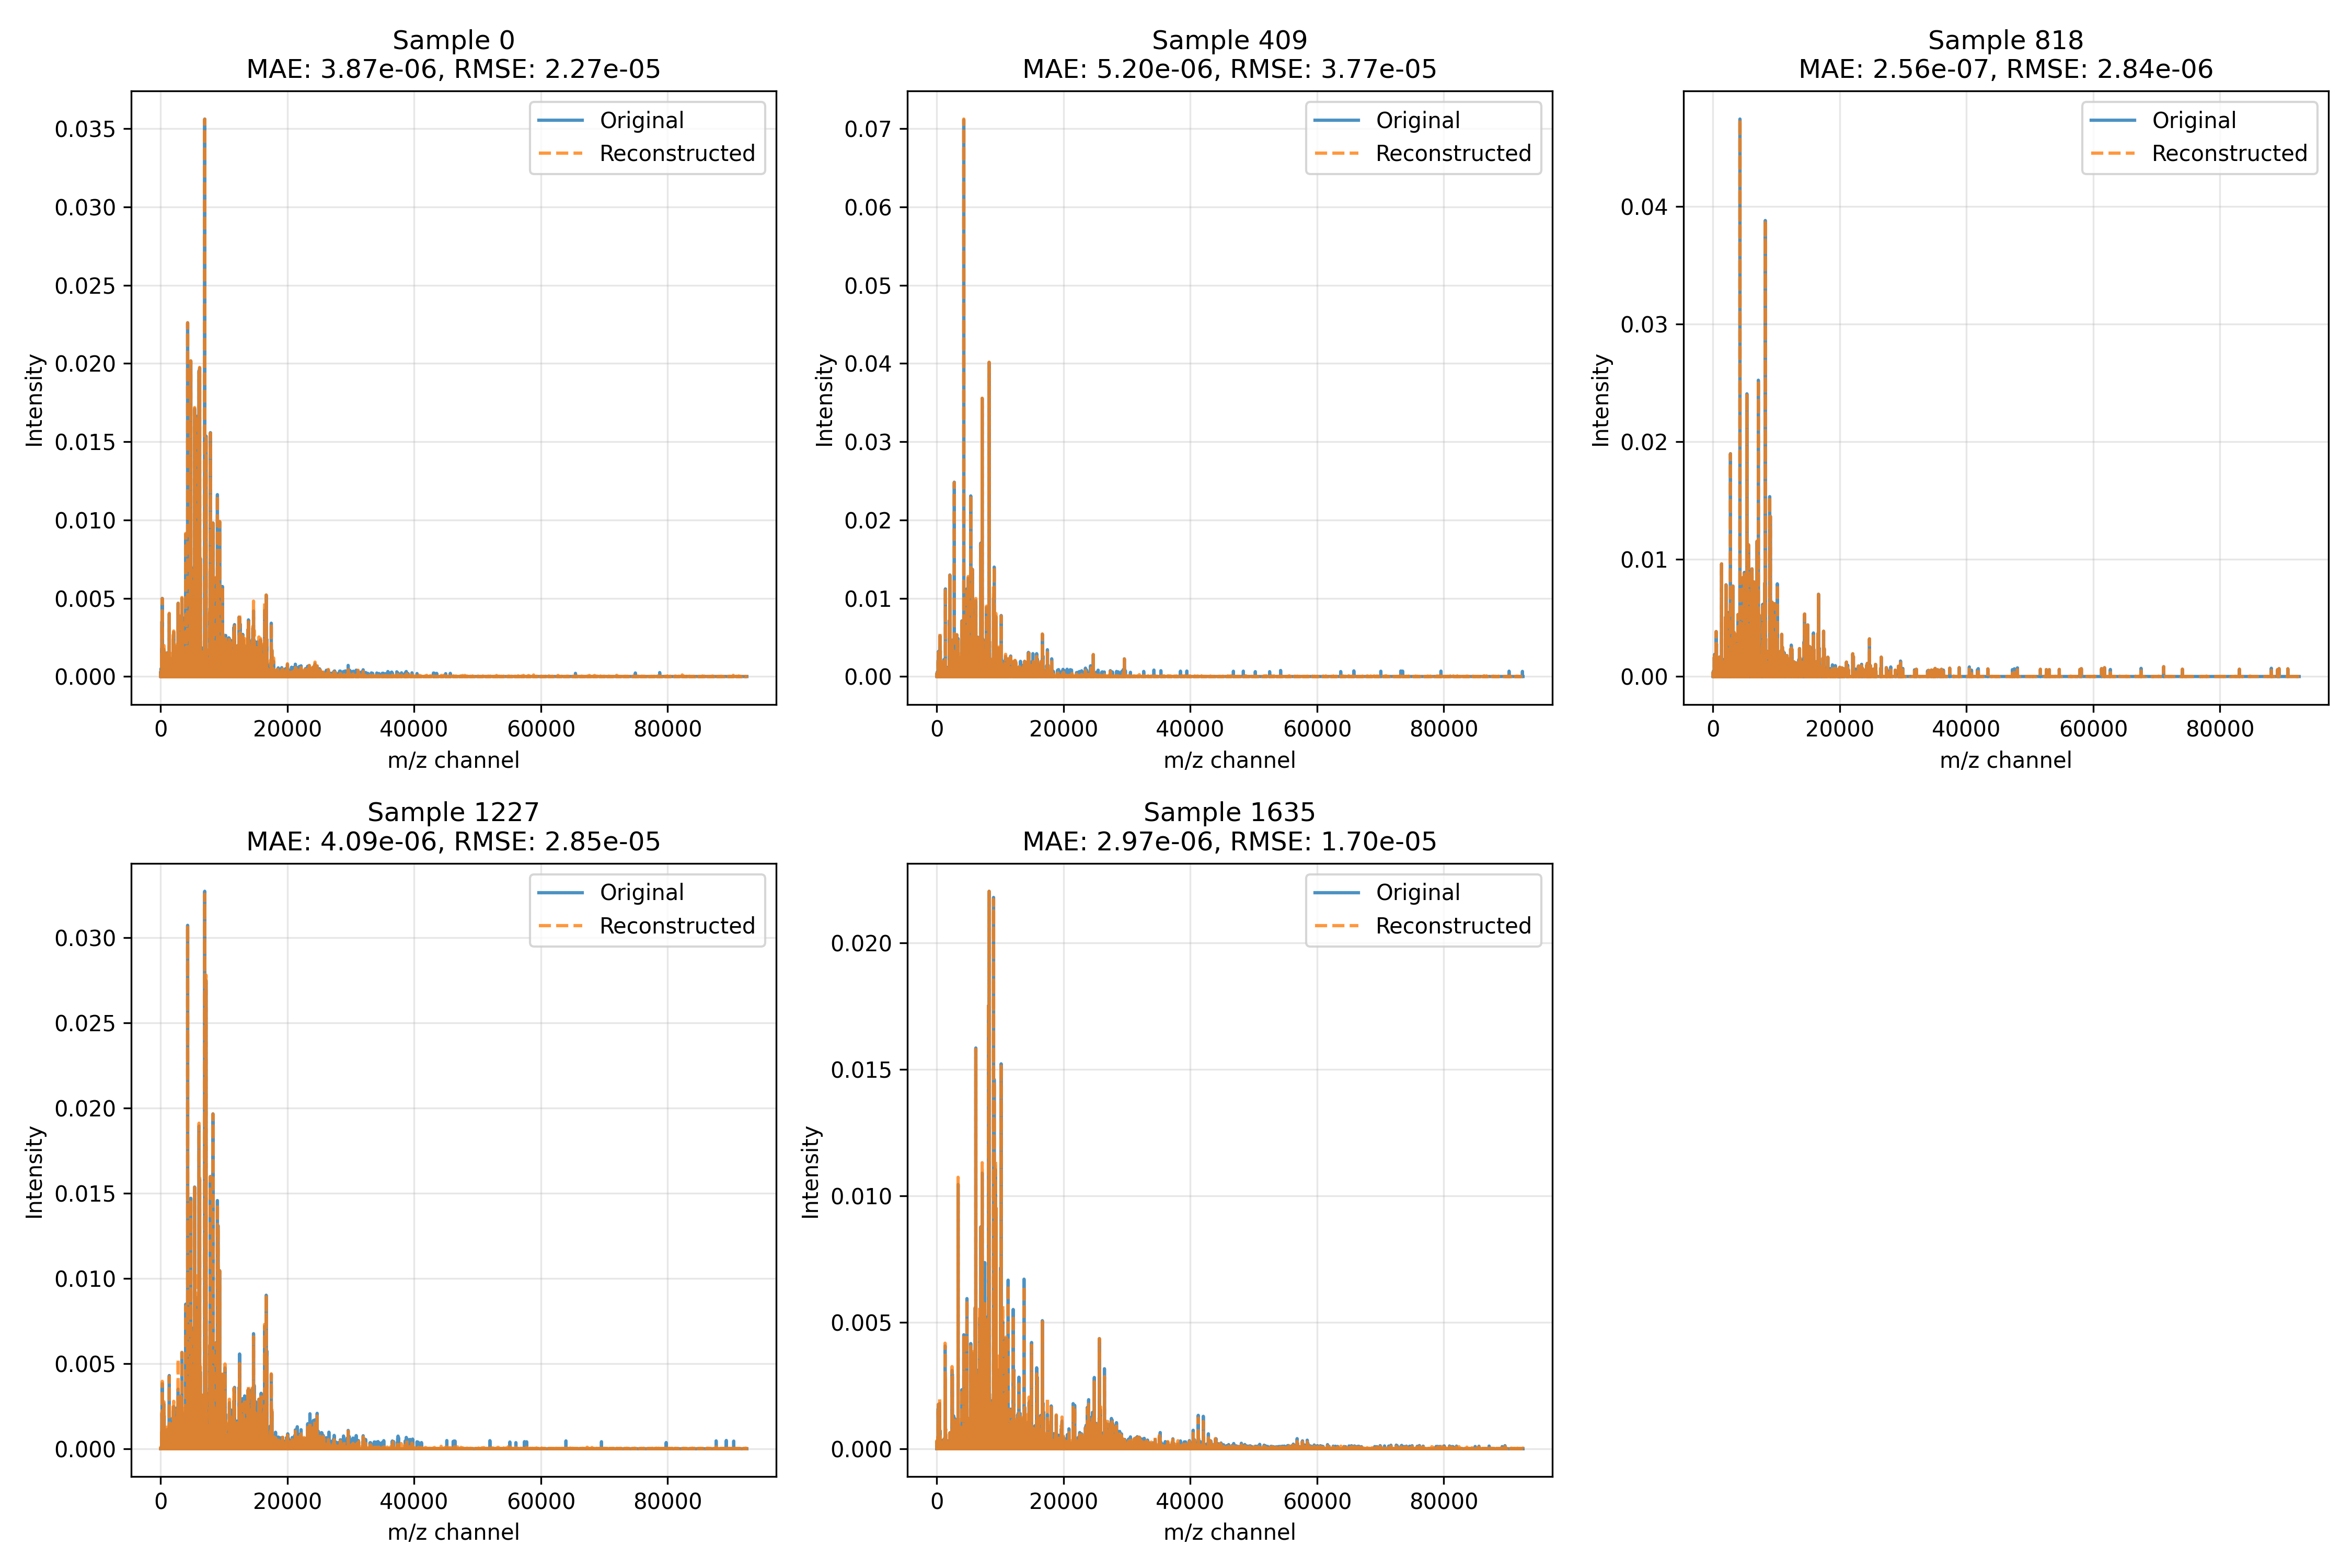 Sample 0
MAE: 3.87e-06, RMSE: 2.27e-05
Original
Reconstructed
0.035
0.030
0.025
0.020
0.015
0.010
0.005
0.000
Intensity
0 20000 40000 60000 80000
m/z channel
Sample 409
MAE: 5.20e-06, RMSE: 3.77e-05
Original
Reconstructed
0.07
0.06
0.05
0.04
0.03
0.02
0.01
0.00
Intensity
0 20000 40000 60000 80000
m/z channel
Sample 818
MAE: 2.56e-07, RMSE: 2.84e-06
Original
Reconstructed
0.04
0.03
0.02
0.01
0.00
Intensity
0 20000 40000 60000 80000
m/z channel
Sample 1227
MAE: 4.09e-06, RMSE: 2.85e-05
Original
Reconstructed
0.030
0.025
0.020
0.015
0.010
0.005
0.000
Intensity
0 20000 40000 60000 80000
m/z channel
Sample 1635
MAE: 2.97e-06, RMSE: 1.70e-05
Original
Reconstructed
0.020
0.015
0.010
0.005
0.000
Intensity
0 20000 40000 60000 80000
m/z channel